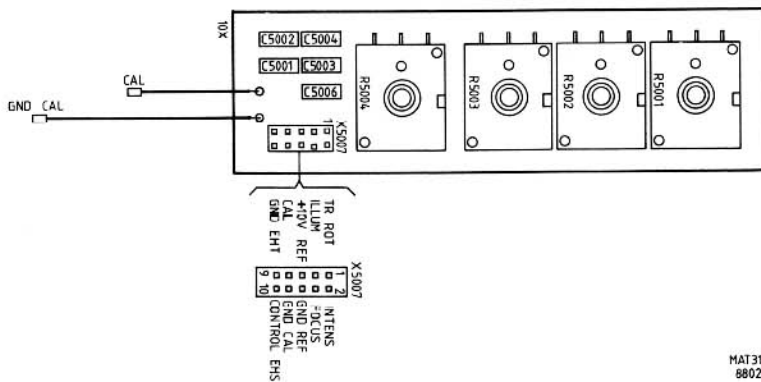 10X
C5002 C5004
C5001 C5003
C5006
R5004
R5003
R5002
R5001
CAL
GND CAL
X5007
1
TR ROT
ILLUM
+10V REF
CAL
GND EHT
X5007
9 1
10 2
INTENS
FOCUS
GND REF
GND CAL
CONTROL EHS
MAT31
8802